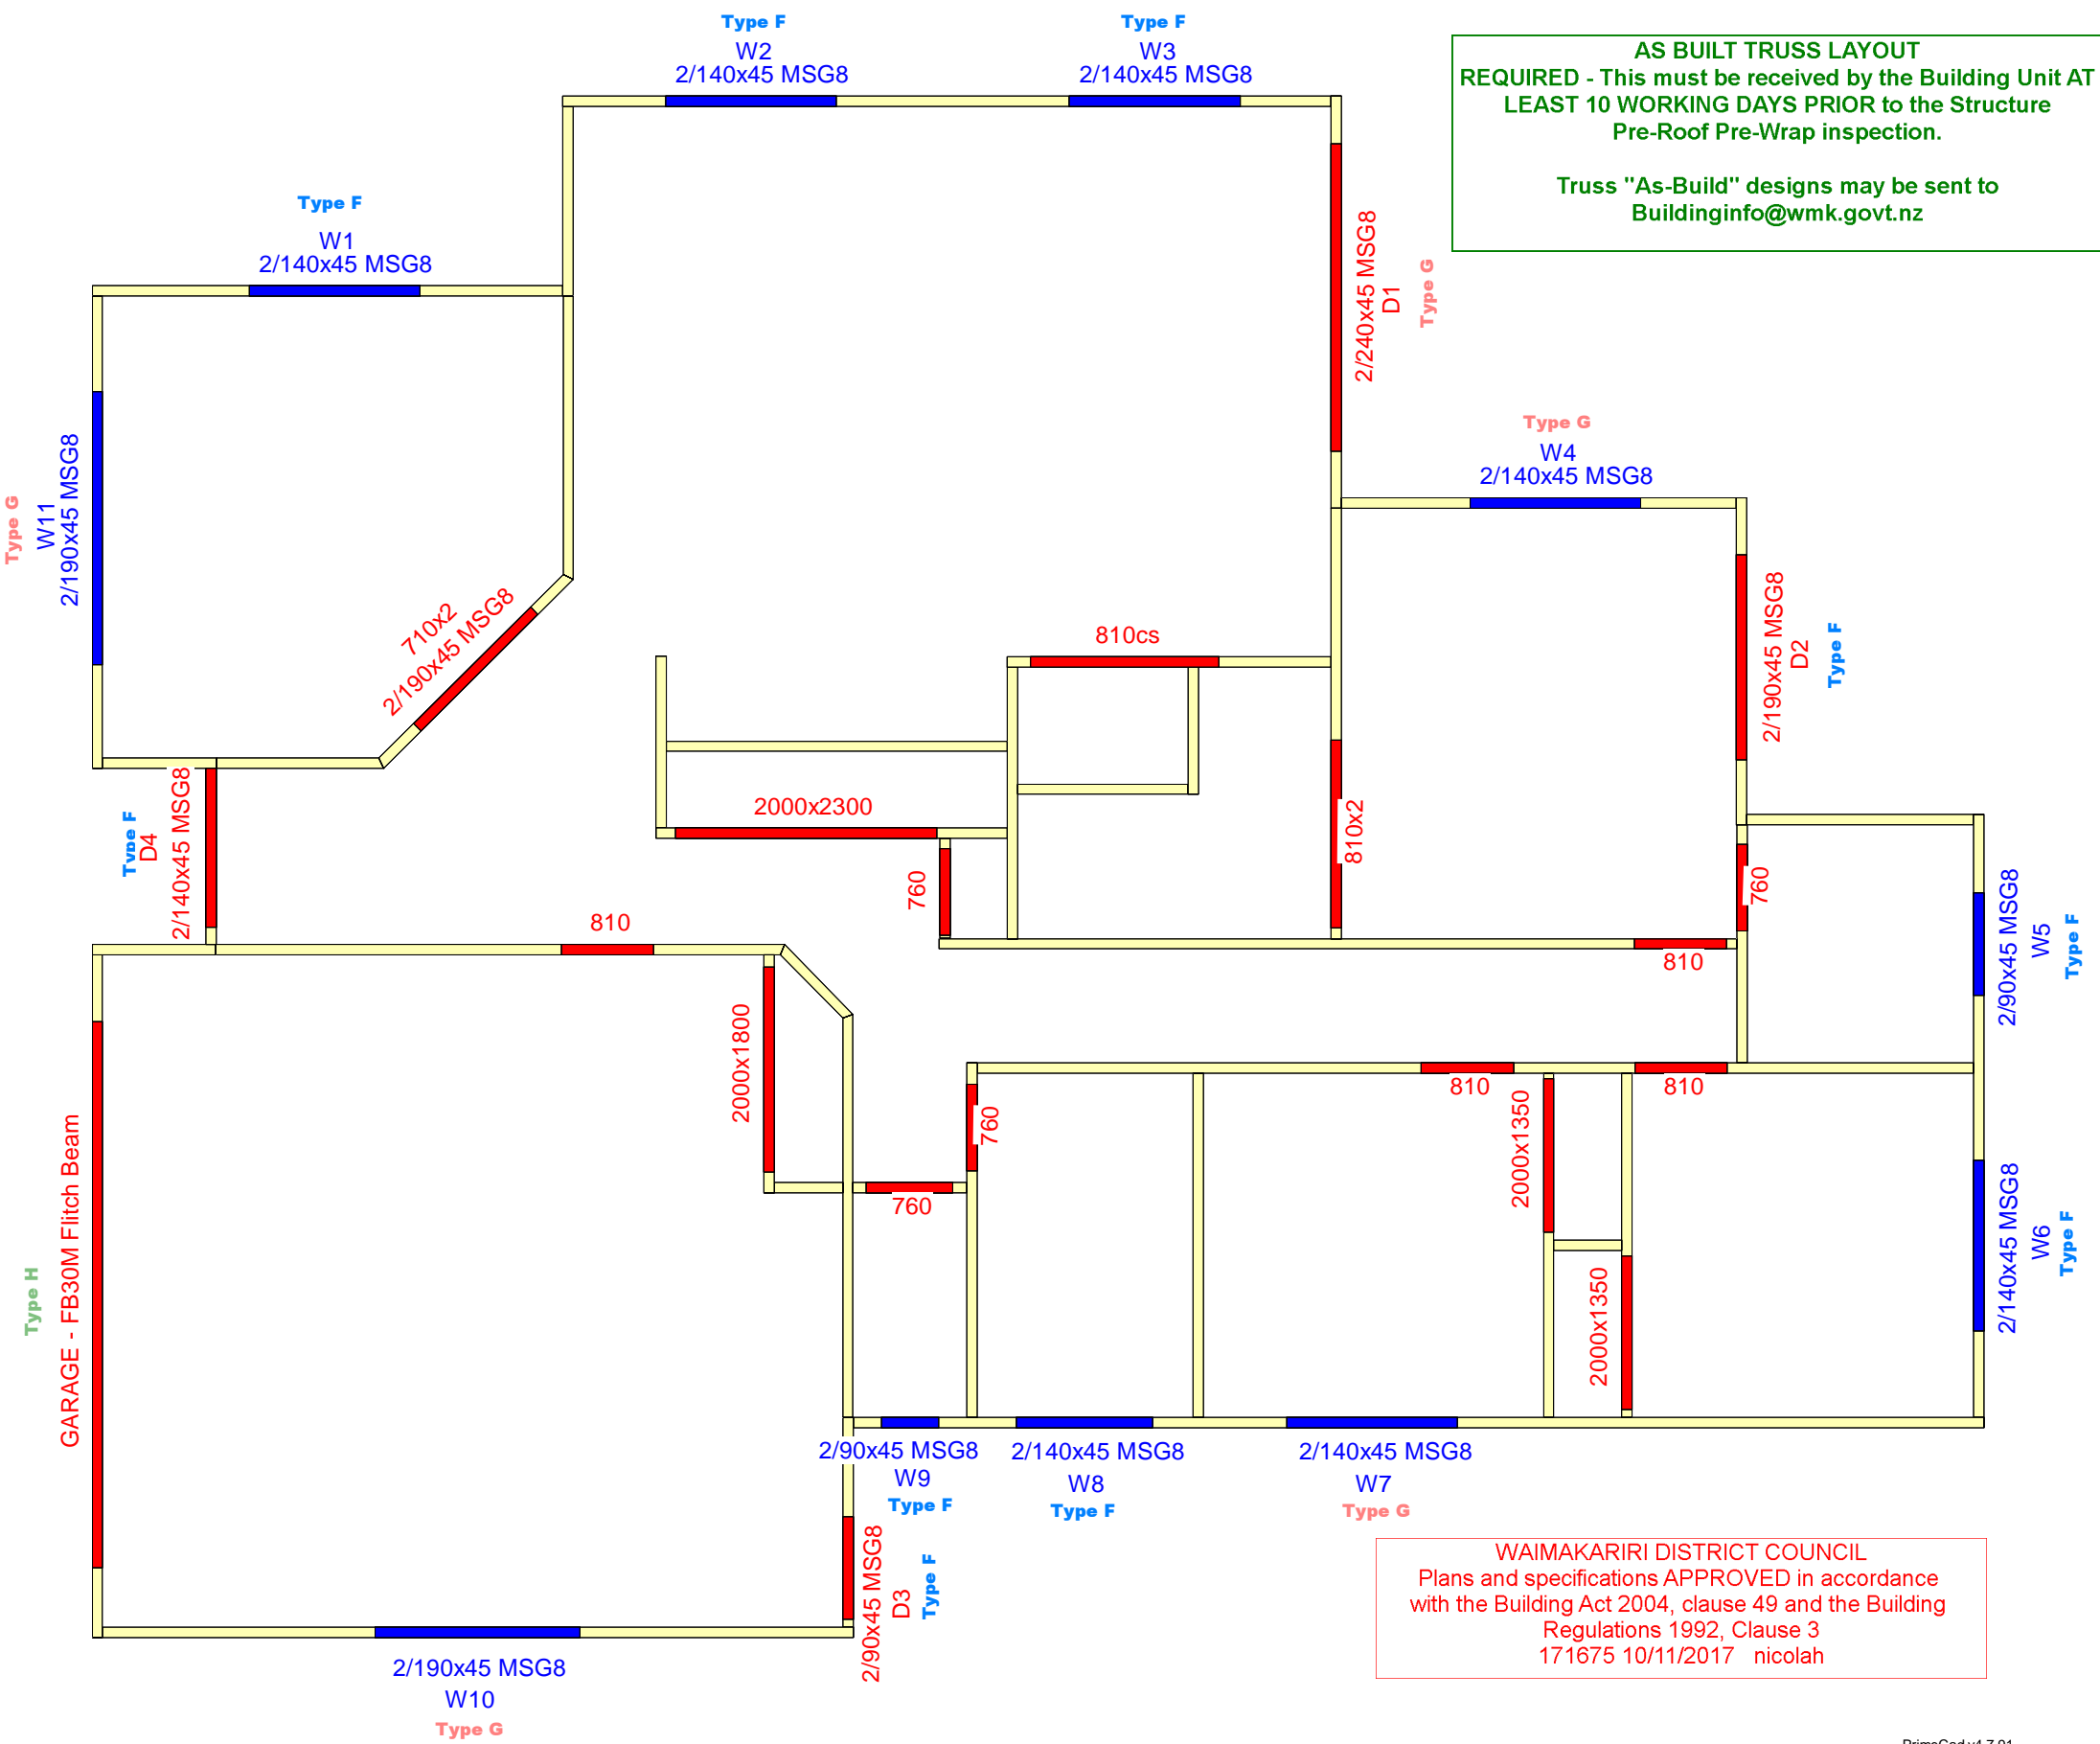 Type F
W2
2/140x45 MSG8
Type F
W3
2/140x45 MSG8
AS BUILT TRUSS LAYOUT
REQUIRED - This must be received by the Building Unit AT
LEAST 10 WORKING DAYS PRIOR to the Structure
Pre-Roof Pre-Wrap inspection.
Truss "As-Build" designs may be sent to
Buildinginfo@wmk.govt.nz
Type F
W1
2/140x45 MSG8
2/240x45 MSG8
D1
Type G
Type G
W4
2/140x45 MSG8
Type G
W11
2/190x45 MSG8
710x2
2/190x45 MSG8
810cs
2/190x45 MSG8
D2
Type F
2000x2300
810x2
Type F
D4
2/140x45 MSG8
760
760
810
810
2/90x45 MSG8
W5
Type F
2000x1800
760
810
810
2000x1350
760
2/140x45 MSG8
W6
Type F
Type H
GARAGE - FB30M Flitch Beam
2000x1350
2/90x45 MSG8
W9
Type F
2/140x45 MSG8
W8
Type F
2/140x45 MSG8
W7
Type G
2/90x45 MSG8
D3
Type F
WAIMAKARIRI DISTRICT COUNCIL
Plans and specifications APPROVED in accordance
with the Building Act 2004, clause 49 and the Building
Regulations 1992, Clause 3
171675 10/11/2017 nicolah
2/190x45 MSG8
W10
Type G